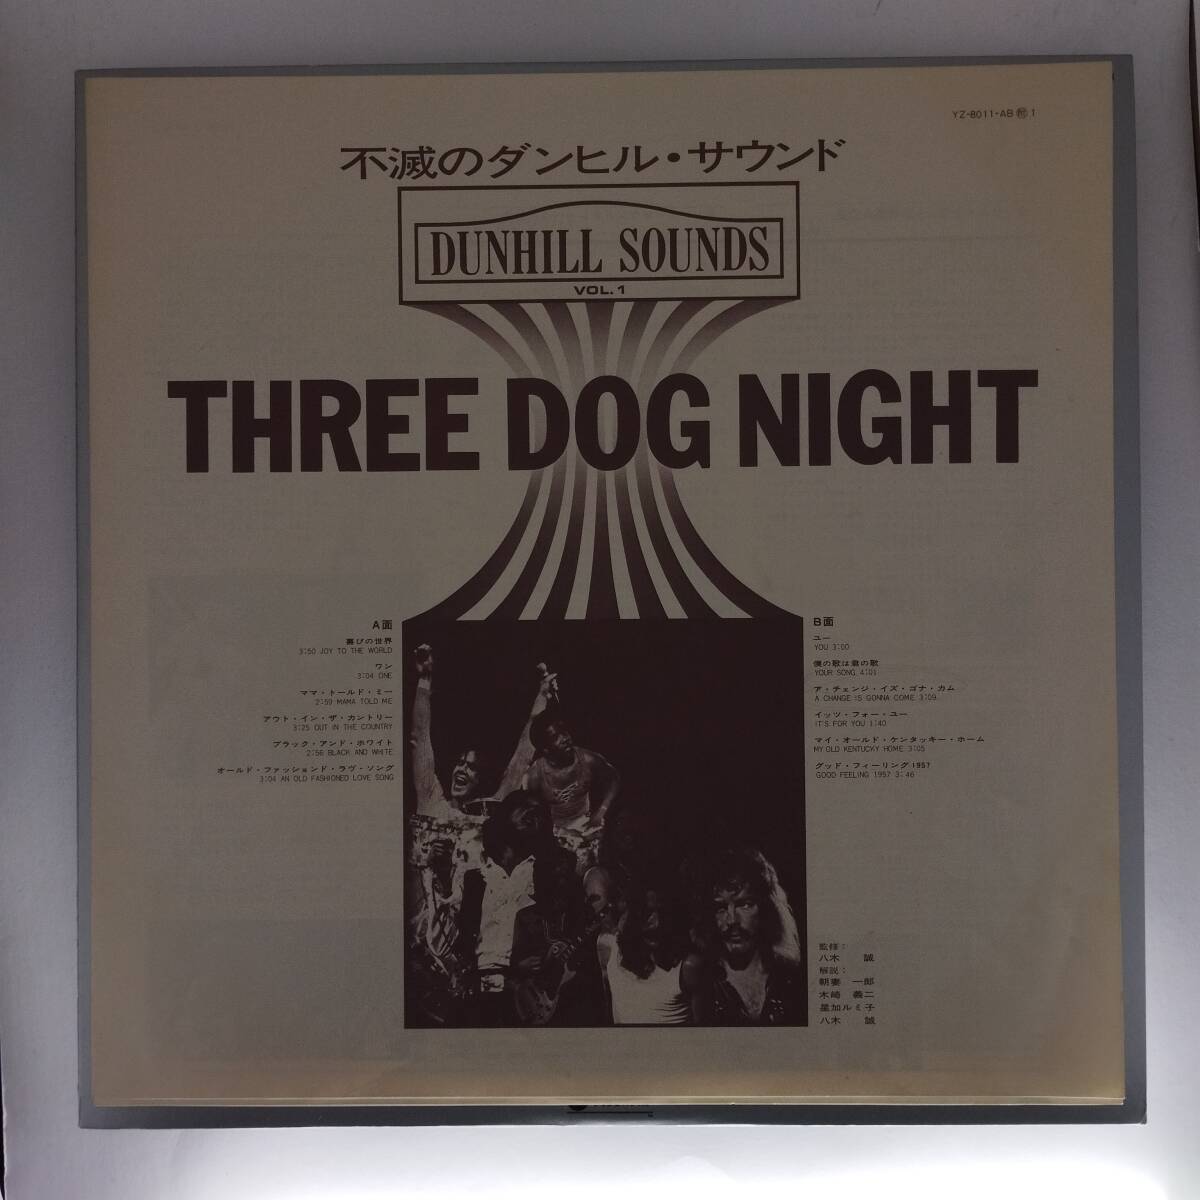 YZ-8011-AB 附 1
不滅のダンヒル・サウンド
DUNHILL SOUNDS
VOL.1
THREE DOG NIGHT
A面
喜びの世界
3:50 JOY TO THE WORLD
ワン
3:04 ONE
ママ・トールド・ミー
2:59 MAMA TOLD ME
アウト・イン・ザ・カントリー
3:25 OUT IN THE COUNTRY
ブラック・アンド・ホワイト
2:56 BLACK AND WHITE
オールド・ファッションド・ラヴ・ソング
3:04 AN OLD FASHIONED LOVE SONG
B面
ユー
YOU 3:00
僕の歌は君の歌
YOUR SONG 4:01
ア・チェンジ・イズ・ゴナ・カム
A CHANGE IS GONNA COME 3:09
イッツ・フォー・ユー
IT'S FOR YOU 1:40
マイ・オールド・ケンタッキー・ホーム
MY OLD KENTUCKY HOME 3:05
グッド・フィーリング1957
GOOD FEELING 1957 3:46
監修:
八木 誠
解説:
朝妻 一郎
木崎 義二
星加ルミ子
八木 誠